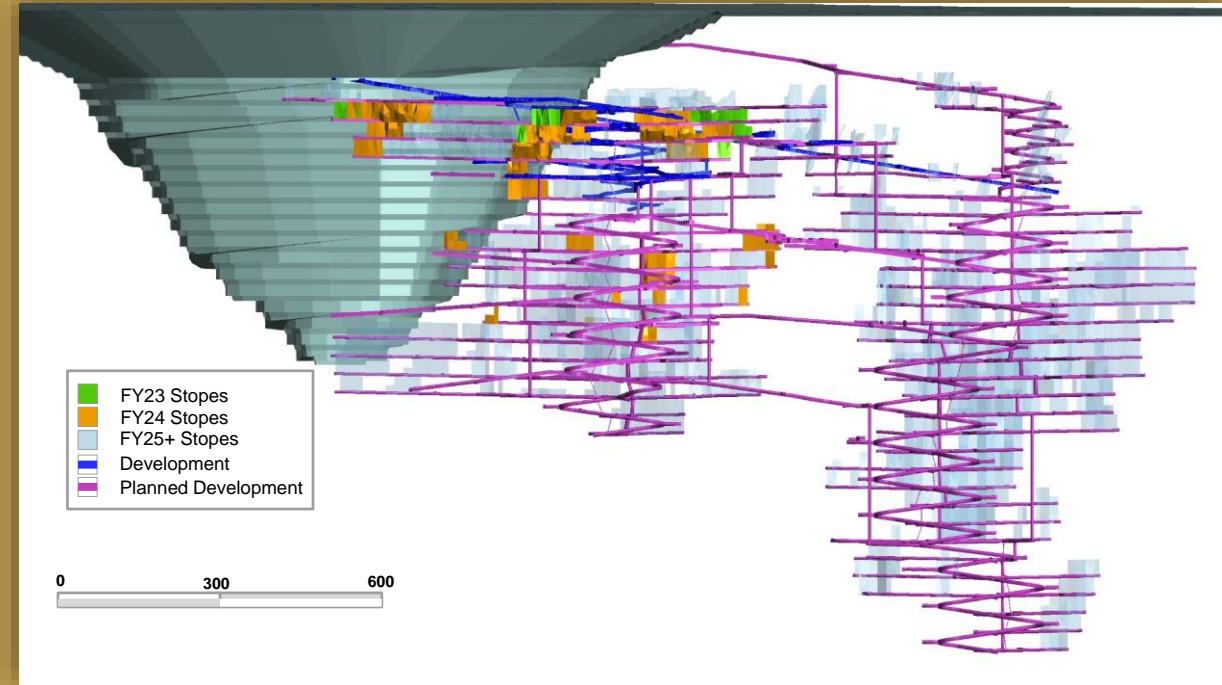 FY23 Stopes
FY24 Stopes
FY25+ Stopes
Development
Planned Development
0 300 600